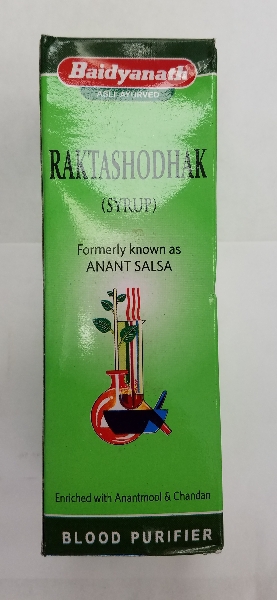 Baidyanath
ASLI AYURVED
RAKTASHODHAK
(SYRUP)
Formerly known as
ANANT SALSA
Enriched with Anantmool & Chandan
BLOOD PURIFIER